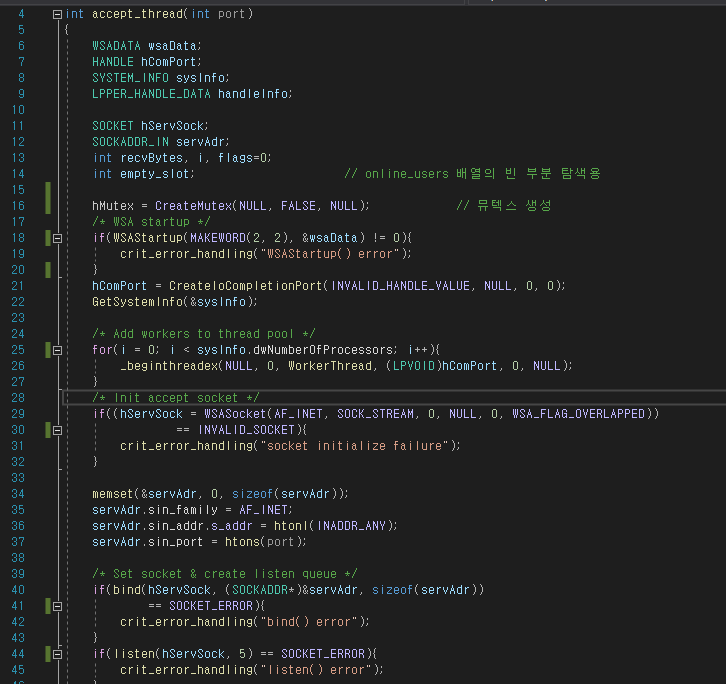 4 int accept_thread(int port)
5 {
6 WSADATA wsaData;
7 HANDLE hComPort;
8 SYSTEM_INFO sysInfo;
9 LPPER_HANDLE_DATA handleInfo;
10
11 SOCKET hServSock;
12 SOCKADDR_IN servAdr;
13 int recvBytes, i, flags=0;
14 int empty_slot; // online_users 배열의 빈 부분 탐색용
15
16 hMutex = CreateMutex(NULL, FALSE, NULL); // 뮤텍스 생성
17 /* WSA startup */
18 if(WSAStartup(MAKEWORD(2, 2), &wsaData) != 0){
19 crit_error_handling("WSAStartup() error");
20 }
21 hComPort = CreateIoCompletionPort(INVALID_HANDLE_VALUE, NULL, 0, 0);
22 GetSystemInfo(&sysInfo);
23
24 /* Add workers to thread pool */
25 for(i = 0; i < sysInfo.dwNumberOfProcessors; i++){
26 _beginthreadex(NULL, 0, WorkerThread, (LPVOID)hComPort, 0, NULL);
27 }
28 /* Init accept socket */
29 if((hServSock = WSASocket(AF_INET, SOCK_STREAM, 0, NULL, 0, WSA_FLAG_OVERLAPPED))
30 == INVALID_SOCKET){
31 crit_error_handling("socket initialize failure");
32 }
33
34 memset(&servAdr, 0, sizeof(servAdr));
35 servAdr.sin_family = AF_INET;
36 servAdr.sin_addr.s_addr = htonl(INADDR_ANY);
37 servAdr.sin_port = htons(port);
38
39 /* Set socket & create listen queue */
40 if(bind(hServSock, (SOCKADDR*)&servAdr, sizeof(servAdr))
41 == SOCKET_ERROR){
42 crit_error_handling("bind() error");
43 }
44 if(listen(hServSock, 5) == SOCKET_ERROR){
45 crit_error_handling("listen() error");